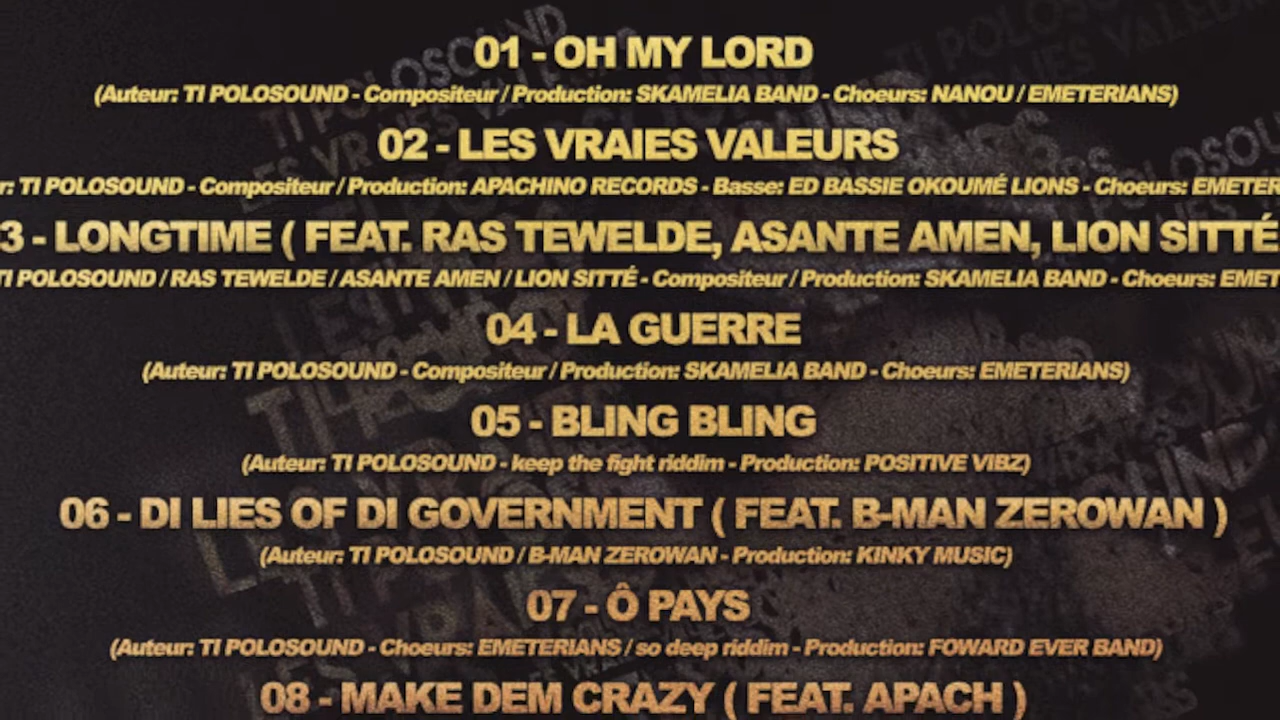 01 - OH MY LORD
(Auteur: TI POLOSOUND - Compositeur / Production: SKAMELIA BAND - Choeurs: NANOU / EMETERIANS)
02 - LES VRAIES VALEURS
r: TI POLOSOUND - Compositeur / Production: APACHINO RECORDS - Basse: ED BASSIE OKOUMÉ LIONS - Choeurs: EMETER
3 - LONGTIME ( FEAT. RAS TEWELDE, ASANTE AMEN, LION SITTÉ
TI POLOSOUND / RAS TEWELDE / ASANTE AMEN / LION SITTÉ - Compositeur / Production: SKAMELIA BAND - Choeurs: EMET
04 - LA GUERRE
(Auteur: TI POLOSOUND - Compositeur / Production: SKAMELIA BAND - Choeurs: EMETERIANS)
05 - BLING BLING
(Auteur: TI POLOSOUND - keep the fight riddim - Production: POSITIVE VIBZ)
06 - DI LIES OF DI GOVERNMENT ( FEAT. B-MAN ZEROWAN )
(Auteur: TI POLOSOUND / B-MAN ZEROWAN - Production: KINKY MUSIC)
07 - Ô PAYS
(Auteur: TI POLOSOUND - Choeurs: EMETERIANS / so deep riddim - Production: FOWARD EVER BAND)
08 - MAKE DEM CRAZY ( FEAT. APACH )